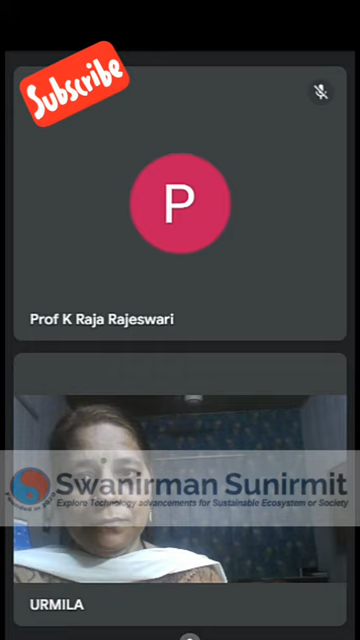 Subscribe
P
Prof K Raja Rajeswari
Swanirman Sunirmit
Explore Technology advancements for Sustainable Ecosystem or Society
URMILA